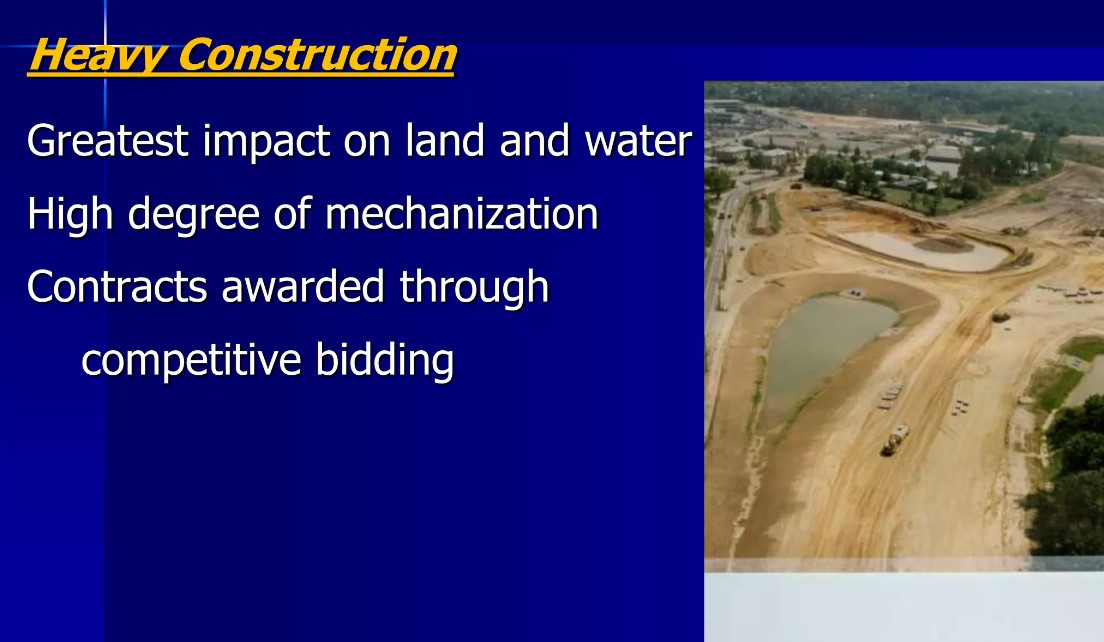 Heavy Construction
Greatest impact on land and water
High degree of mechanization
Contracts awarded through
competitive bidding